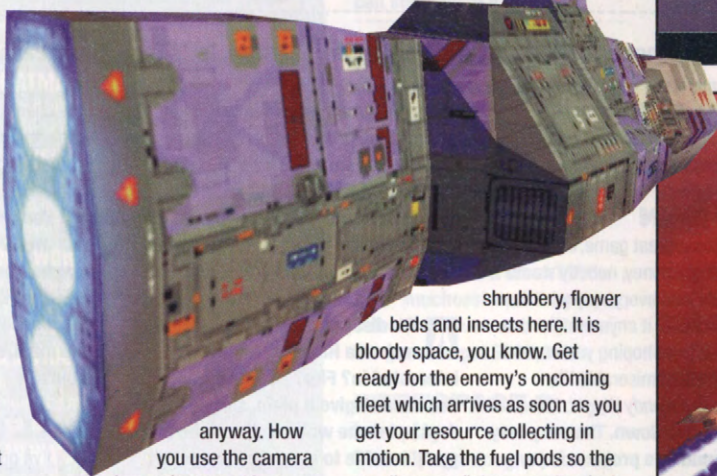 anyway. How
you use the camera
shrubbery, flower
beds and insects here. It is
bloody space, you know. Get
ready for the enemy's oncoming
fleet which arrives as soon as you
get your resource collecting in
motion. Take the fuel pods so the